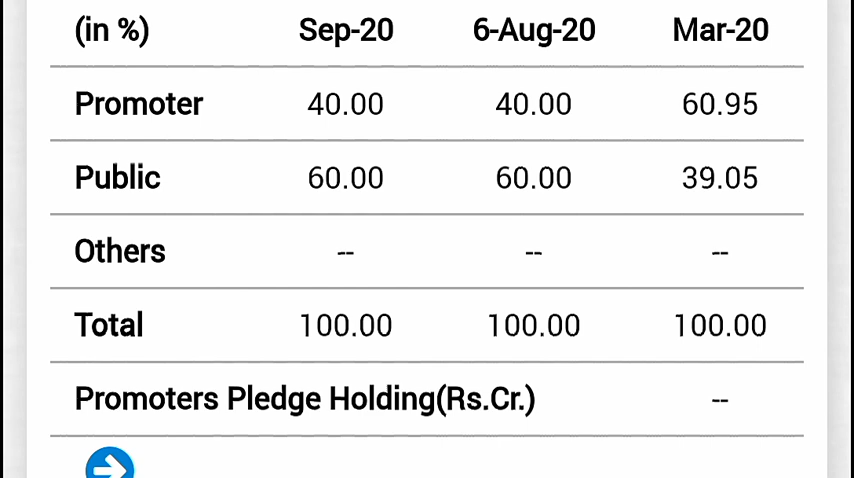 (in %) Sep-20 6-Aug-20 Mar-20
Promoter 40.00 40.00 60.95
Public 60.00 60.00 39.05
Others -- -- --
Total 100.00 100.00 100.00
Promoters Pledge Holding(Rs.Cr.) --